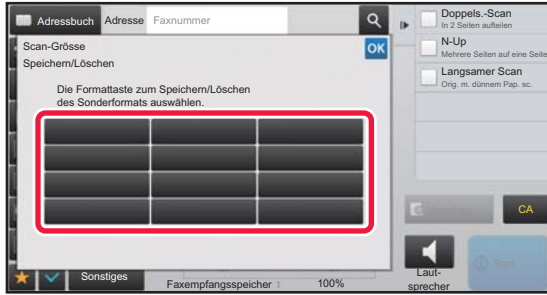 Adressbuch Adresse Faxnummer
Scan-Grösse
Speichern/Löschen
OK
Die Formattaste zum Speichern/Löschen
des Sonderformats auswählen.
Sonstiges
Faxempfangsspeicher : 100%
Doppels.-Scan
In 2 Seiten aufteilen
N-Up
Mehrere Seiten auf eine Seite
Langsamer Scan
Orig. m. dünnem Pap. sc.
CA
Start
Laut-
sprecher